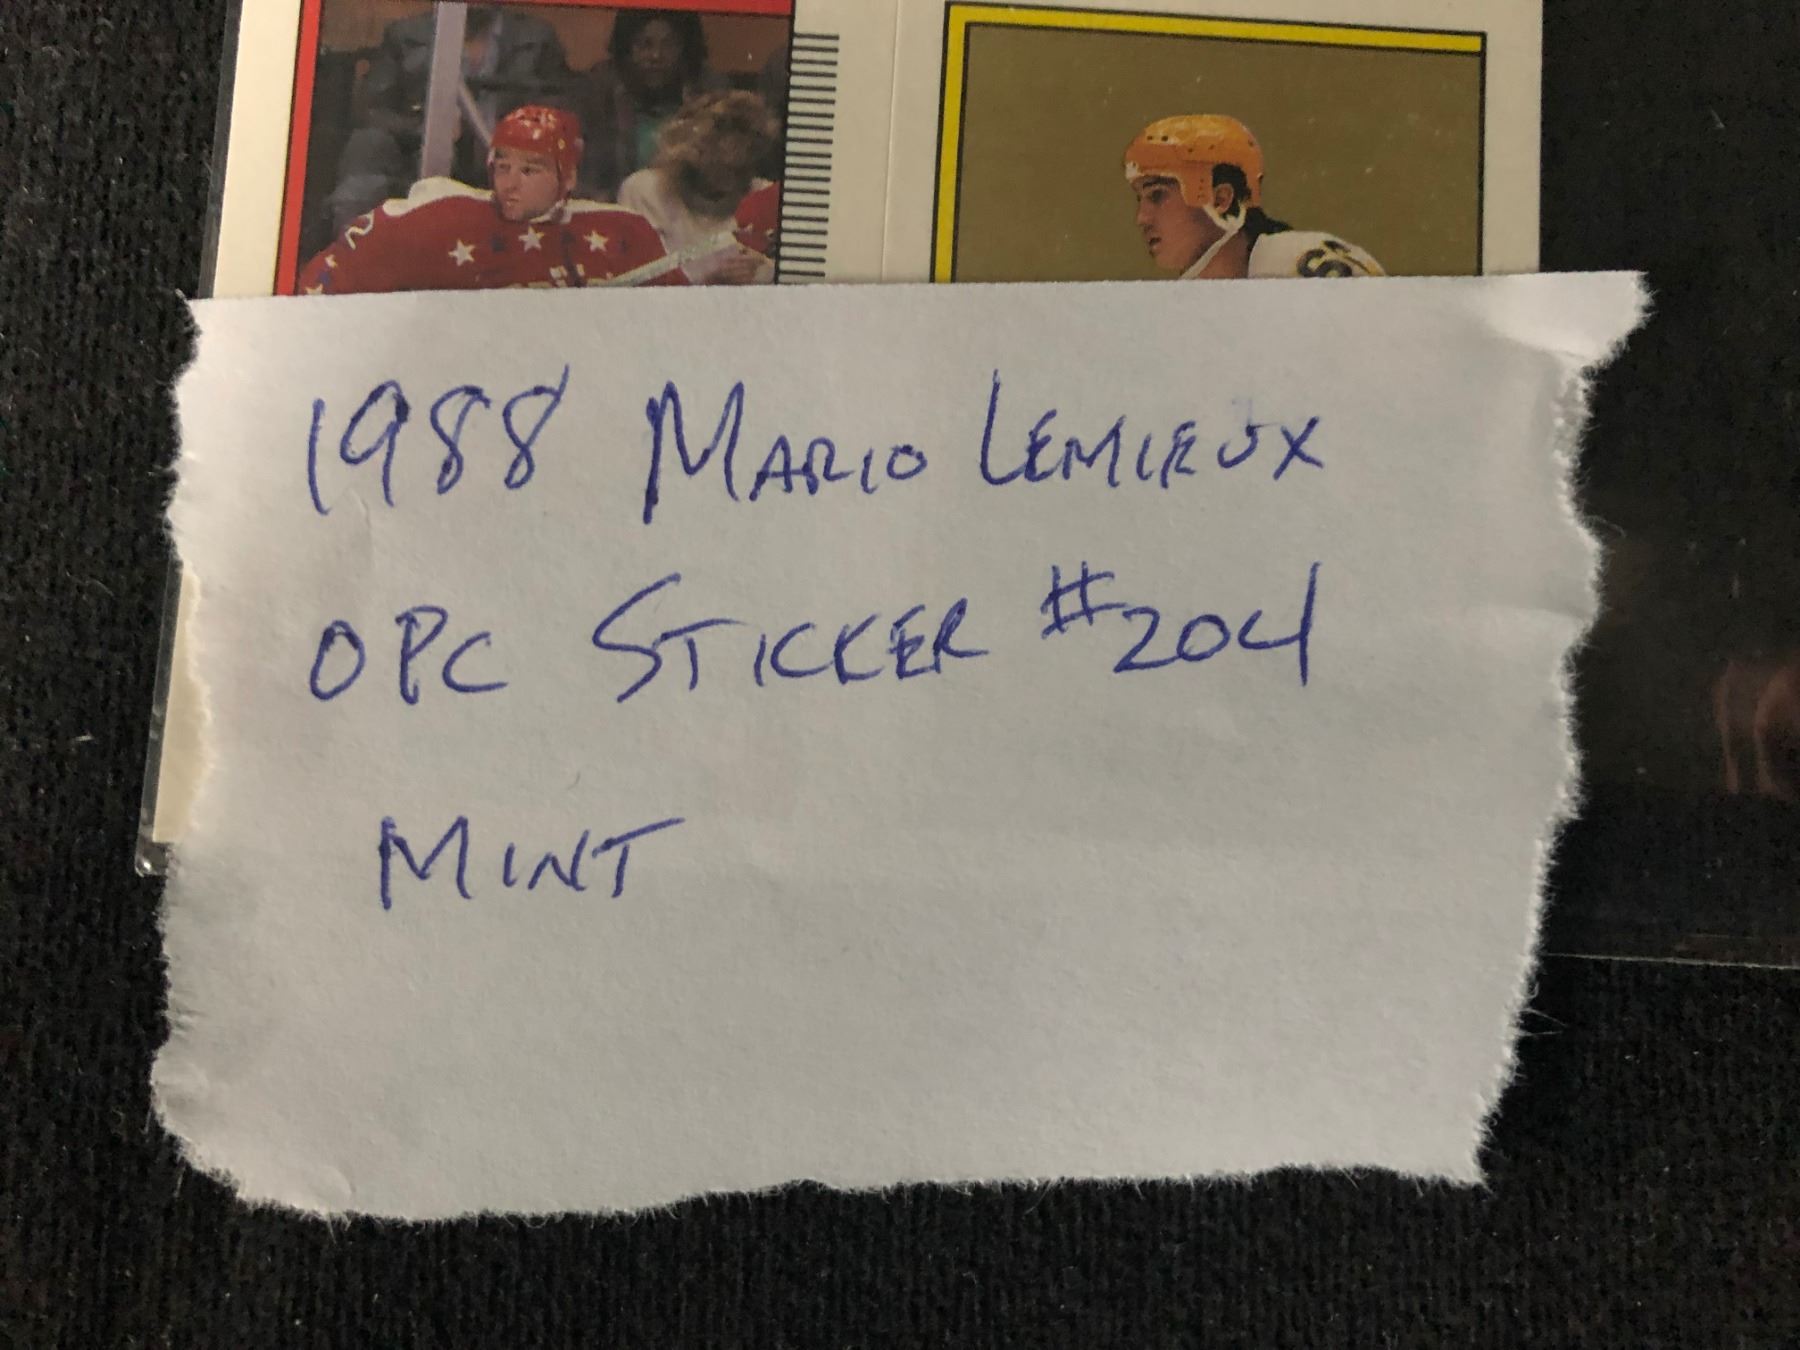 1988 MARIO LEMIEUX
OPC STICKER #204
MINT